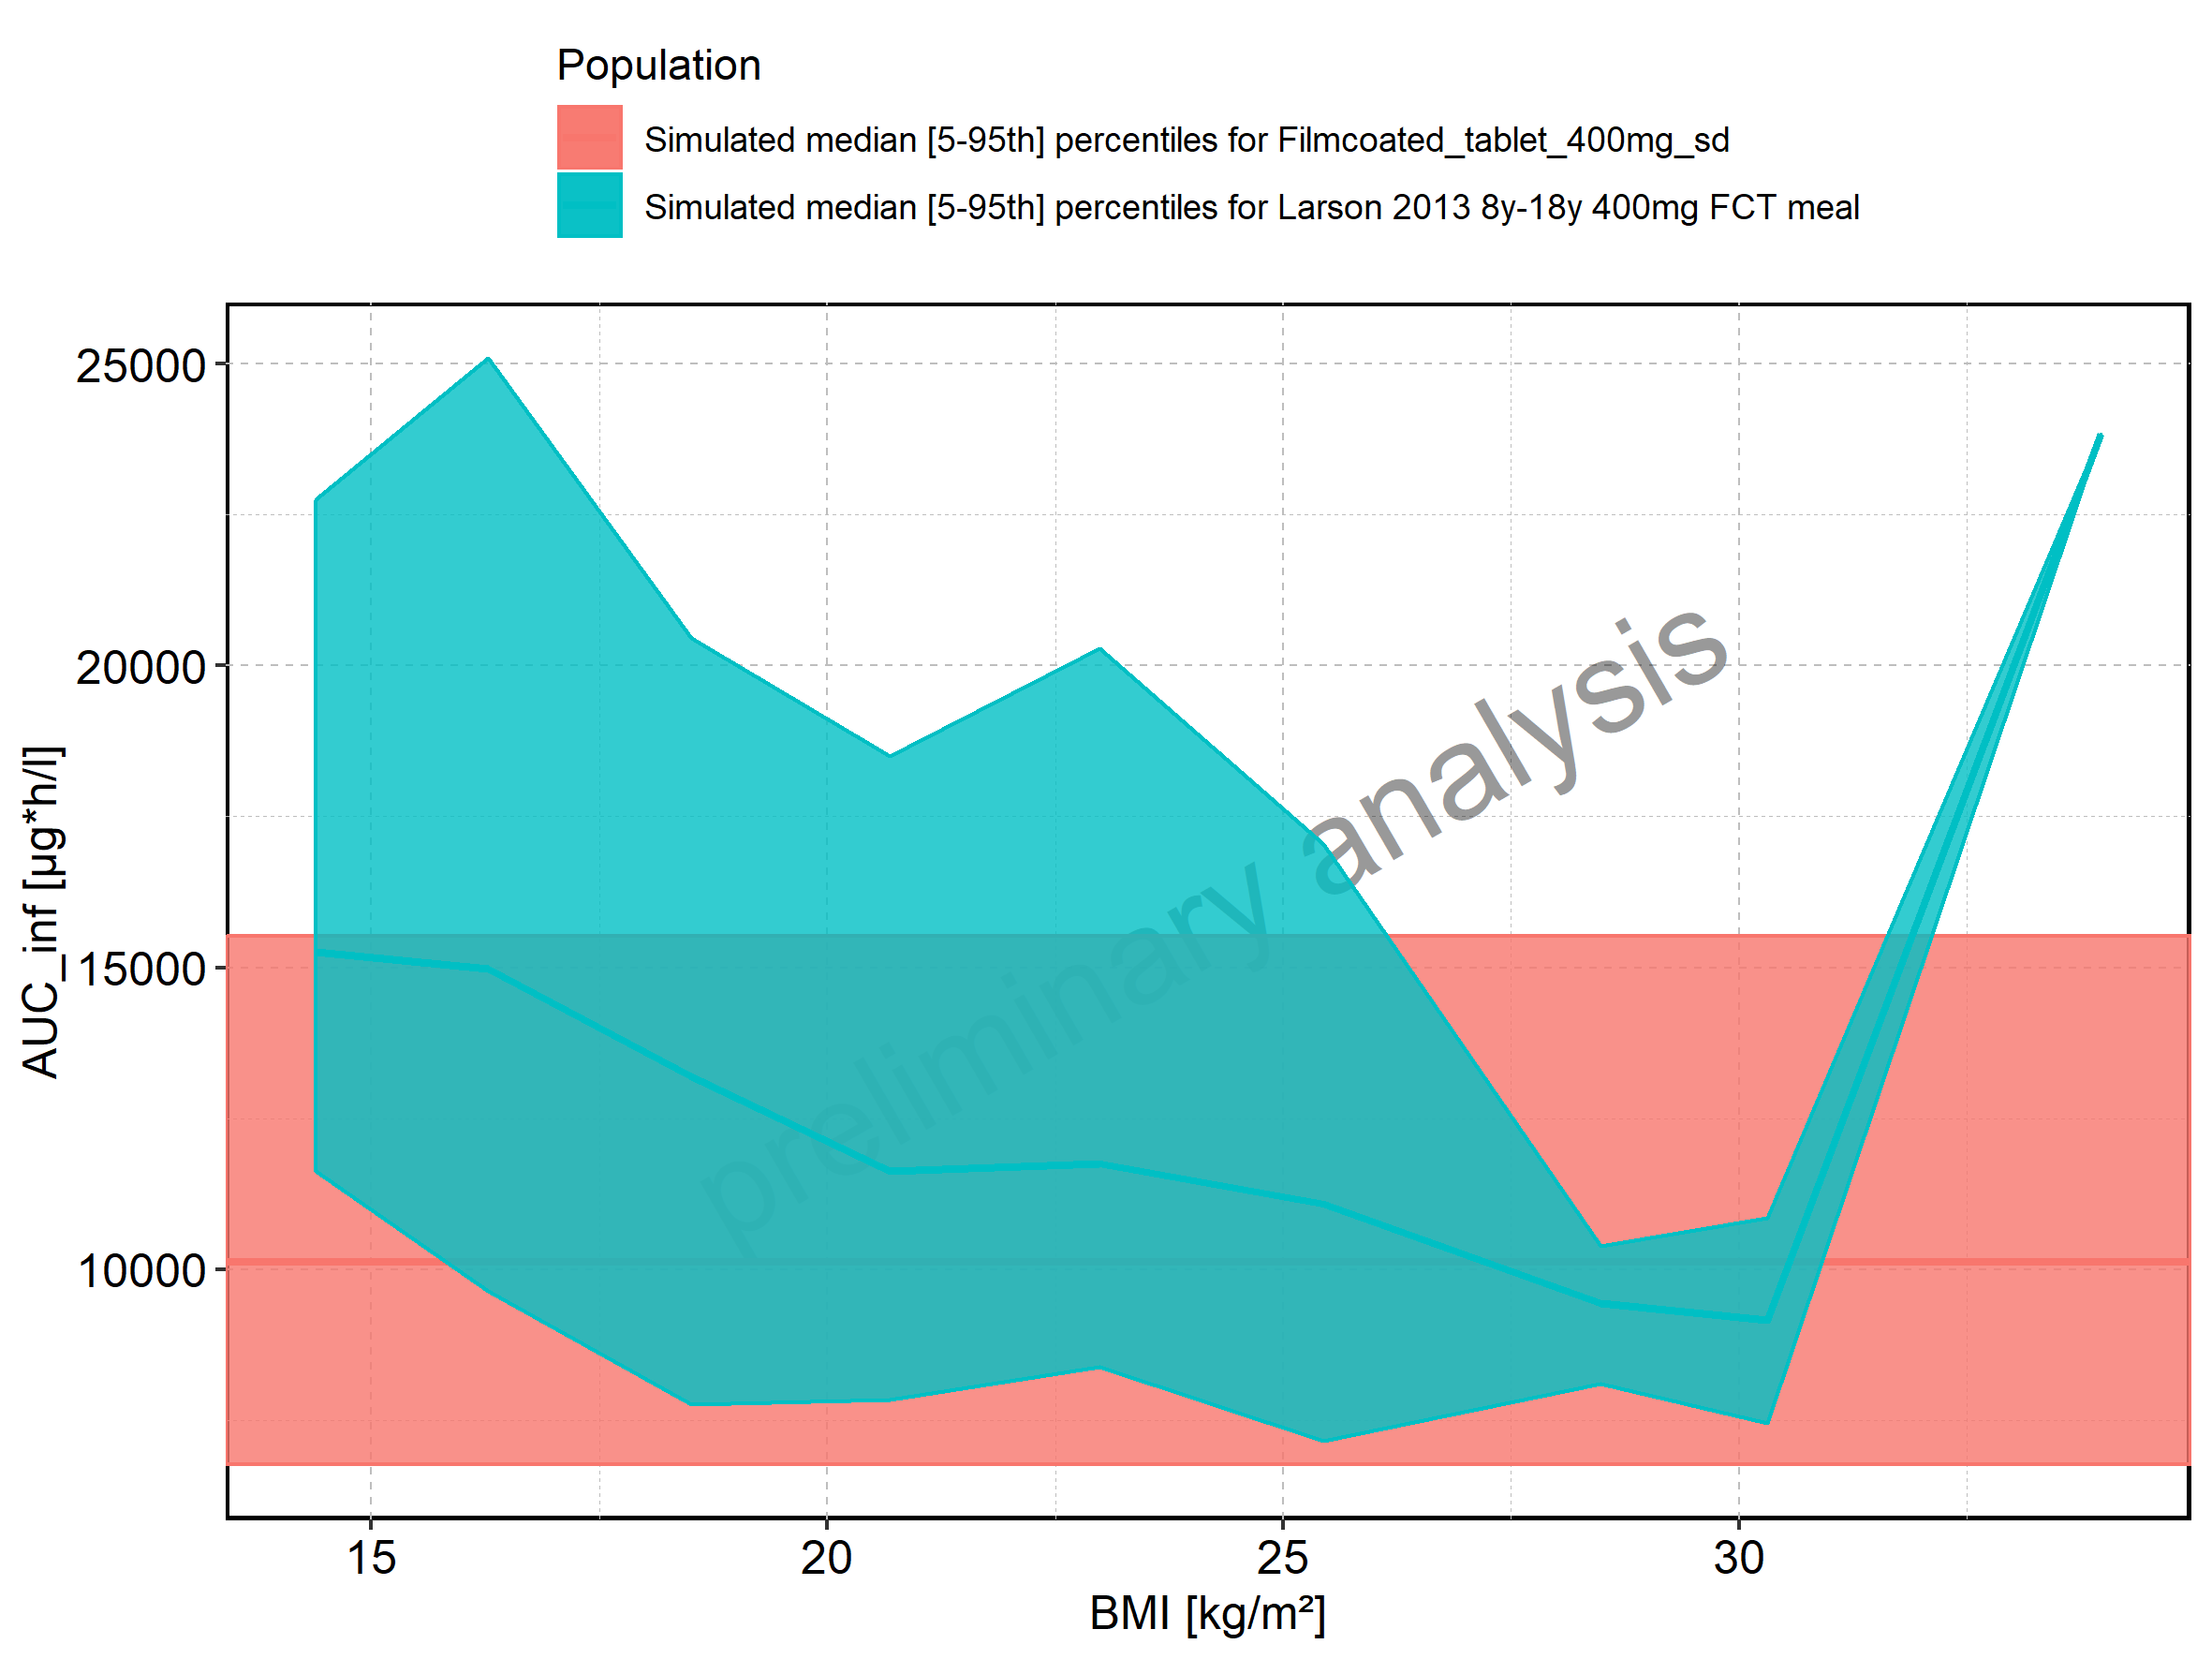 Population
Simulated median [5-95th] percentiles for Filmcoated_tablet_400mg_sd
Simulated median [5-95th] percentiles for Larson 2013 8y-18y 400mg FCT meal
25000
20000
15000
10000
AUC_inf [µg*h/l]
preliminary analysis
15 20 25 30
BMI [kg/m²]